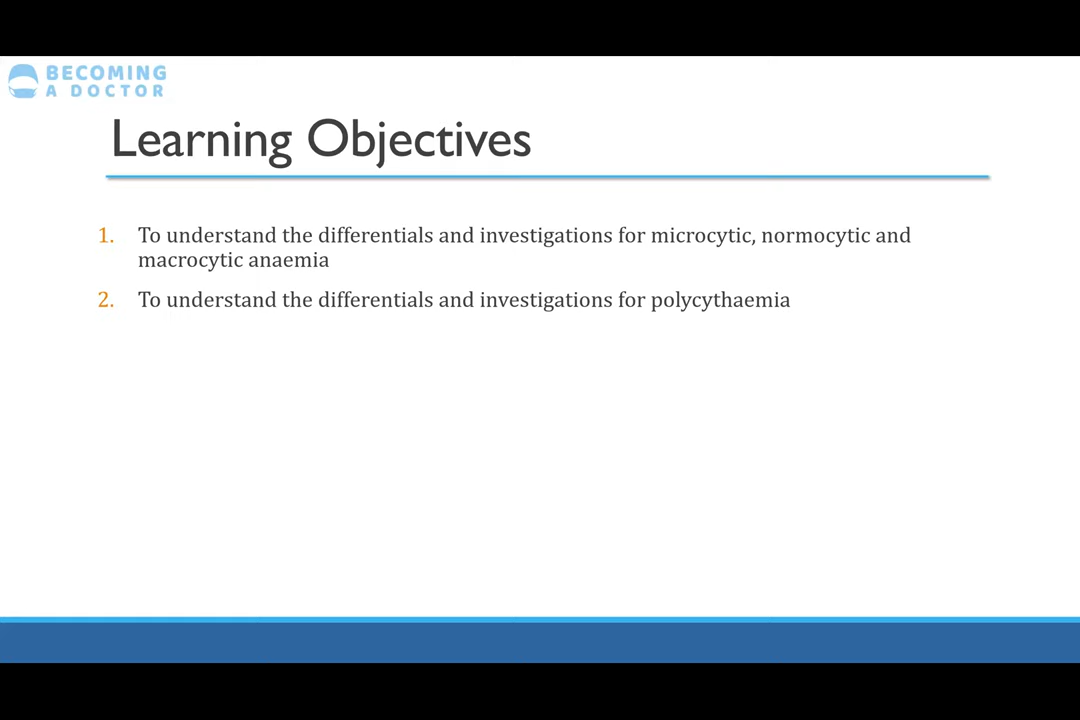 BECOMING
A DOCTOR
Learning Objectives
1. To understand the differentials and investigations for microcytic, normocytic and
macrocytic anaemia
2. To understand the differentials and investigations for polycythaemia